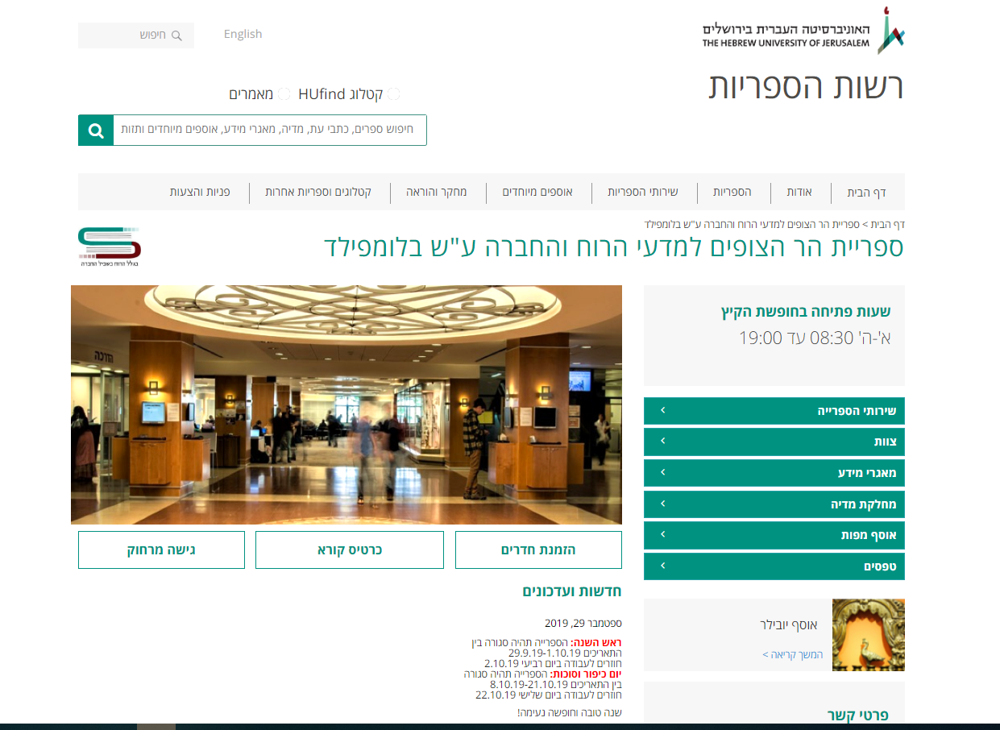 האוניברסיטה העברית בירושלים
THE HEBREW UNIVERSITY OF JERUSALEM
English
חיפוש
רשות הספריות
קטלוג HUfind
מאמרים
חיפוש ספרים, כתבי עת, מדיה, מאגרי מידע, אוספים מיוחדים ותזות
דף הבית
אודות
הספריות
שירותי הספריות
אוספים מיוחדים
מחקר והוראה
קטלוגים וספריות אחרות
פניות והצעות
דף הבית > ספריית הר הצופים למדעי הרוח והחברה ע"ש בלומפילד
ספריית הר הצופים למדעי הרוח והחברה ע"ש בלומפילד
בגלל הרוח בשביל החברה
שעות פתיחה בחופשת הקיץ
א'-ה' 08:30 עד 19:00
שירותי הספרייה
צוות
מאגרי מידע
מחלקת מדיה
אוסף מפות
טפסים
אוסף יובילר
המשך קריאה >
פרטי קשר
הדרכה
הזמנת חדרים
כרטיס קורא
גישה מרחוק
חדשות ועדכונים
ספטמבר 29, 2019
ראש השנה: הספרייה תהיה סגורה בין
התאריכים 29.9.19-1.10.19
חוזרים לעבודה ביום רביעי 2.10.19
יום כיפור וסוכות: הספרייה תהיה סגורה
בין התאריכים 8.10.19-21.10.19
חוזרים לעבודה ביום שלישי 22.10.19
שנה טובה וחופשה נעימה!